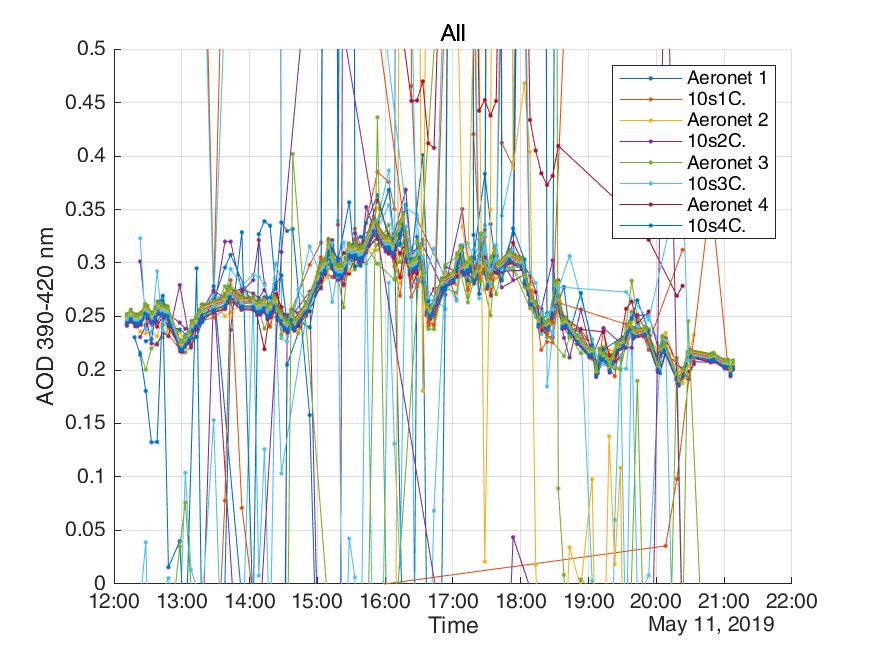 All
0.5
0.45
0.4
0.35
0.3
0.25
0.2
0.15
0.1
0.05
0
AOD 390-420 nm
Aeronet 1
10s1C.
Aeronet 2
10s2C.
Aeronet 3
10s3C.
Aeronet 4
10s4C.
12:00 13:00 14:00 15:00 16:00 17:00 18:00 19:00 20:00 21:00 22:00
Time
May 11, 2019